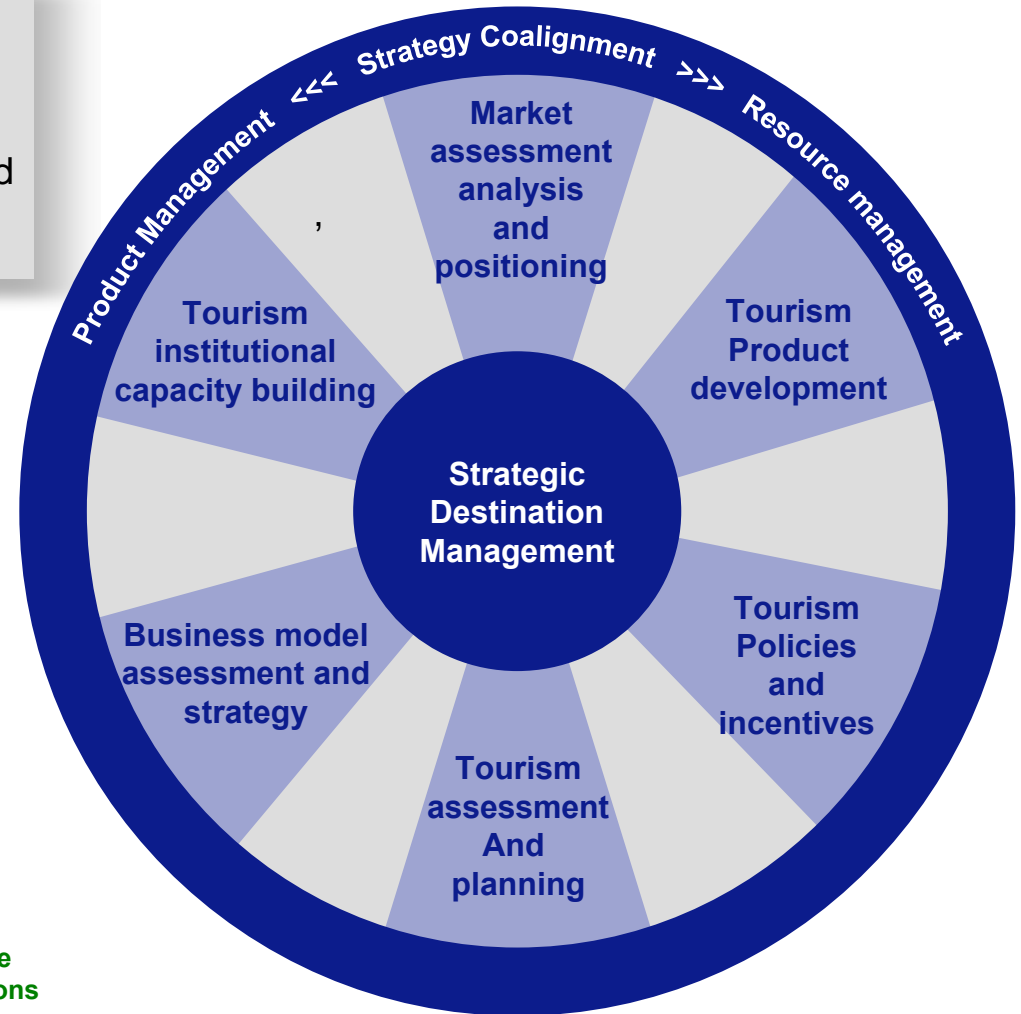 Product Management <<< Strategy Coalignment >>> Resource management
Market
assessment
analysis
and
positioning
,
Tourism
institutional
capacity building
Tourism
Product
development
Strategic
Destination
Management
Business model
assessment and
strategy
Tourism
Policies
and
incentives
Tourism
assessment
And
planning